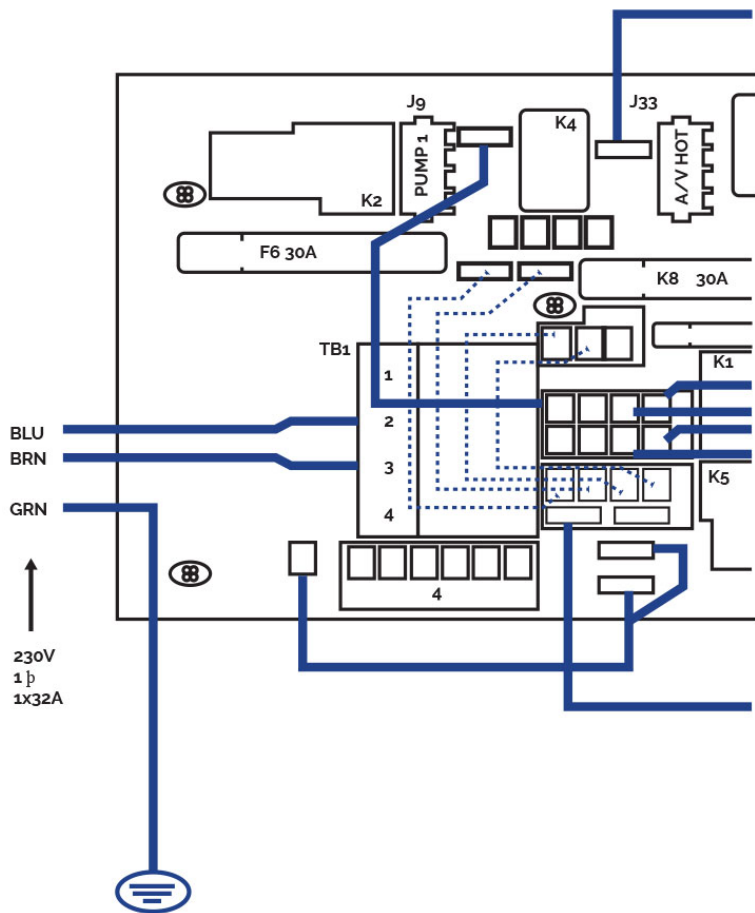 J9
J33
K4
PUMP 1
A/V HOT
K2
F6 30A
K8 30A
TB1
K1
1
BLU
2
BRN
3
K5
GRN
4
4
230V
1 þ
1x32A